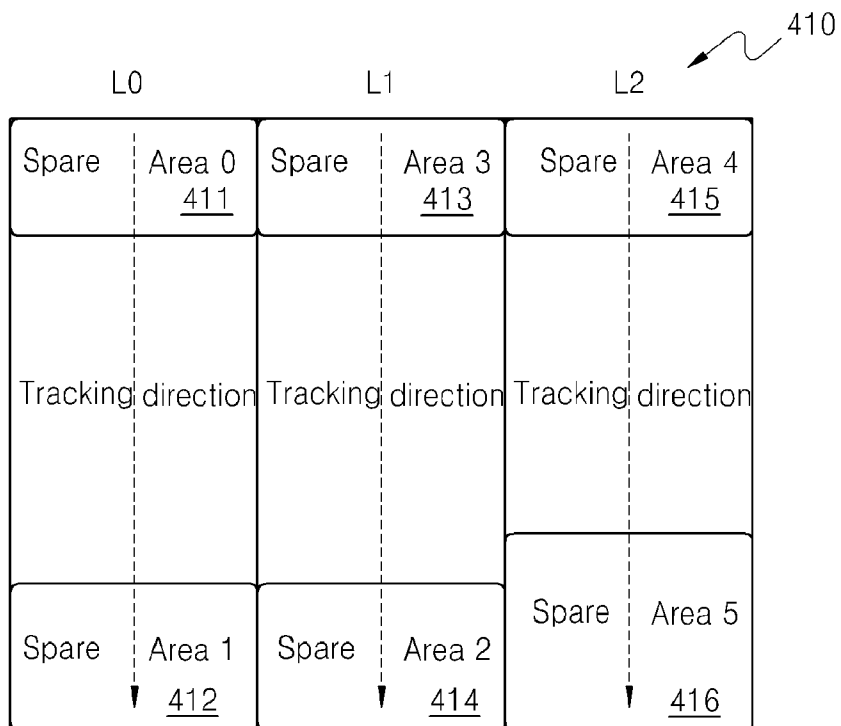 410
L0 L1 L2
Spare Area 0 Spare Area 3 Spare Area 4
411 413 415
Tracking direction Tracking direction Tracking direction
Spare Area 5
Spare Area 1 Spare Area 2
412 414 416